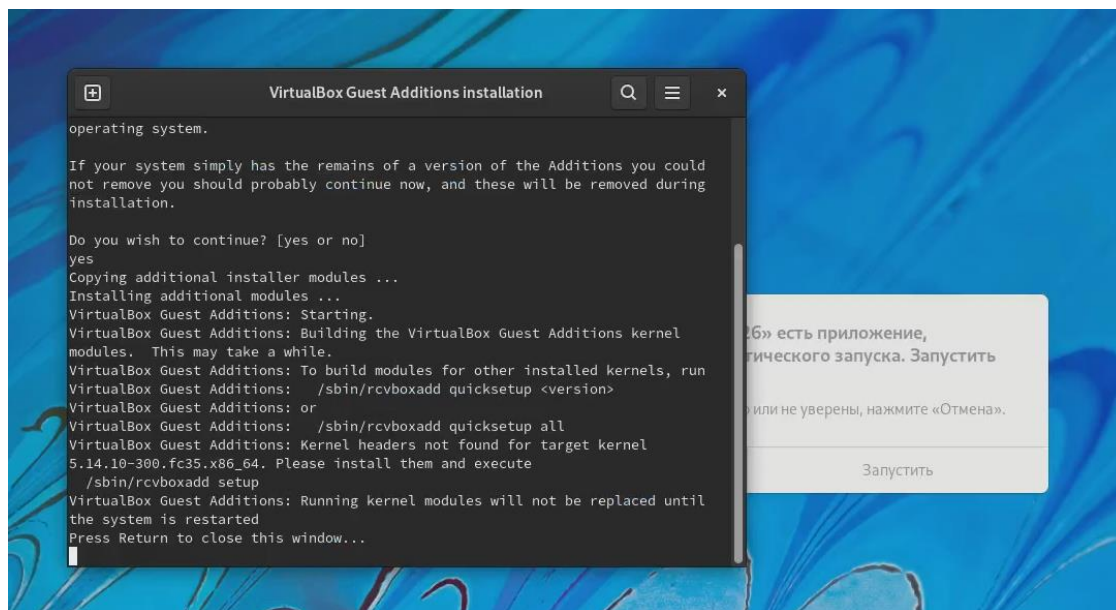 VirtualBox Guest Additions installation
operating system.
If your system simply has the remains of a version of the Additions you could
not remove you should probably continue now, and these will be removed during
installation.
Do you wish to continue? [yes or no]
yes
Copying additional installer modules ...
Installing additional modules ...
VirtualBox Guest Additions: Starting.
VirtualBox Guest Additions: Building the VirtualBox Guest Additions kernel
modules.  This may take a while.
VirtualBox Guest Additions: To build modules for other installed kernels, run
VirtualBox Guest Additions:   /sbin/rcvboxadd quicksetup <version>
VirtualBox Guest Additions: or
VirtualBox Guest Additions:   /sbin/rcvboxadd quicksetup all
VirtualBox Guest Additions: Kernel headers not found for target kernel
5.14.10-300.fc35.x86_64. Please install them and execute
  /sbin/rcvboxadd setup
VirtualBox Guest Additions: Running kernel modules will not be replaced until
the system is restarted
Press Return to close this window...
26» есть приложение,
тического запуска. Запустить
или не уверены, нажмите «Отмена».
Запустить